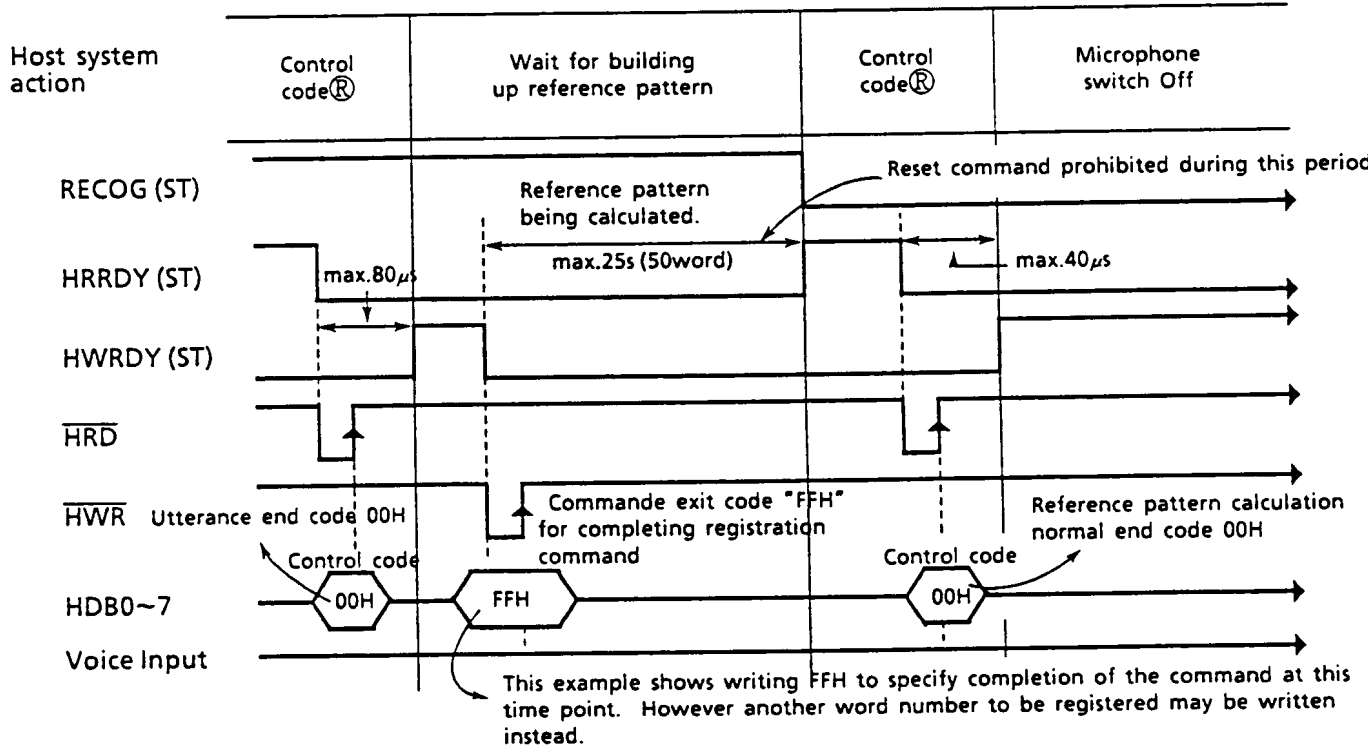 Host system
action
Control
codeⓇ
Wait for building
up reference pattern
Control
codeⓇ
Microphone
switch Off
RECOG (ST)
Reference pattern
being calculated.
Reset command prohibited during this period
HRRDY (ST)
max.80μs
max.25s (50word)
max.40μs
HWRDY (ST)
HRD
HWR
Utterance end code 00H
Commande exit code "FFH"
for completing registration
command
Reference pattern calculation
normal end code 00H
Control code
Control code
HDB0~7
00H
FFH
00H
Voice Input
This example shows writing FFH to specify completion of the command at this
time point. However another word number to be registered may be written
instead.